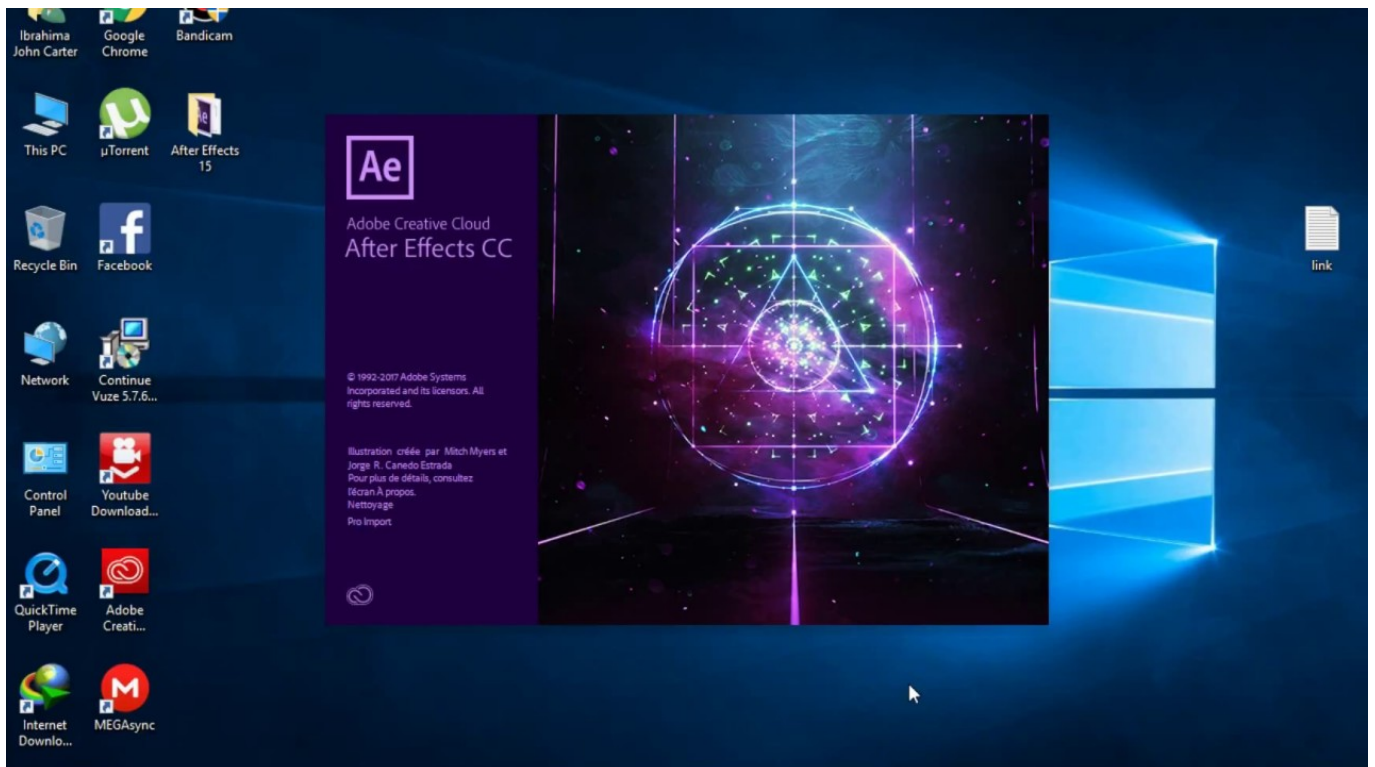 Ibrahima
John Carter
Google
Chrome
Bandicam
This PC
µTorrent
Ae
After Effects
15
Recycle Bin
Facebook
Network
Continue
Vuze 5.7.6...
Control
Panel
Youtube
Download...
QuickTime
Player
Adobe
Creati...
Internet
Downlo...
MEGAsync
Ae
Adobe Creative Cloud
After Effects CC
© 1992-2017 Adobe Systems
Incorporated and its licensors. All
rights reserved.
Illustration créée par Mitch Myers et
Jorge R. Canedo Estrada
Pour plus de détails, consultez
l'écran À propos.
Nettoyage
Pro Import
link